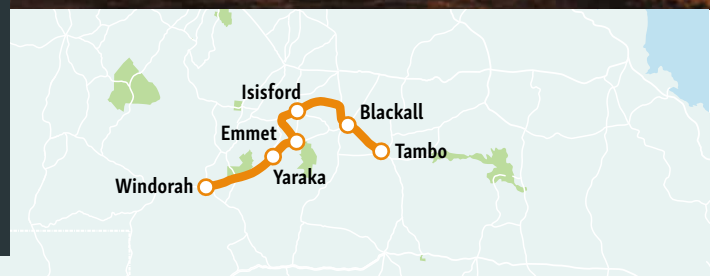 Isisford
Blackall
Emmet
Tambo
Yaraka
Windorah